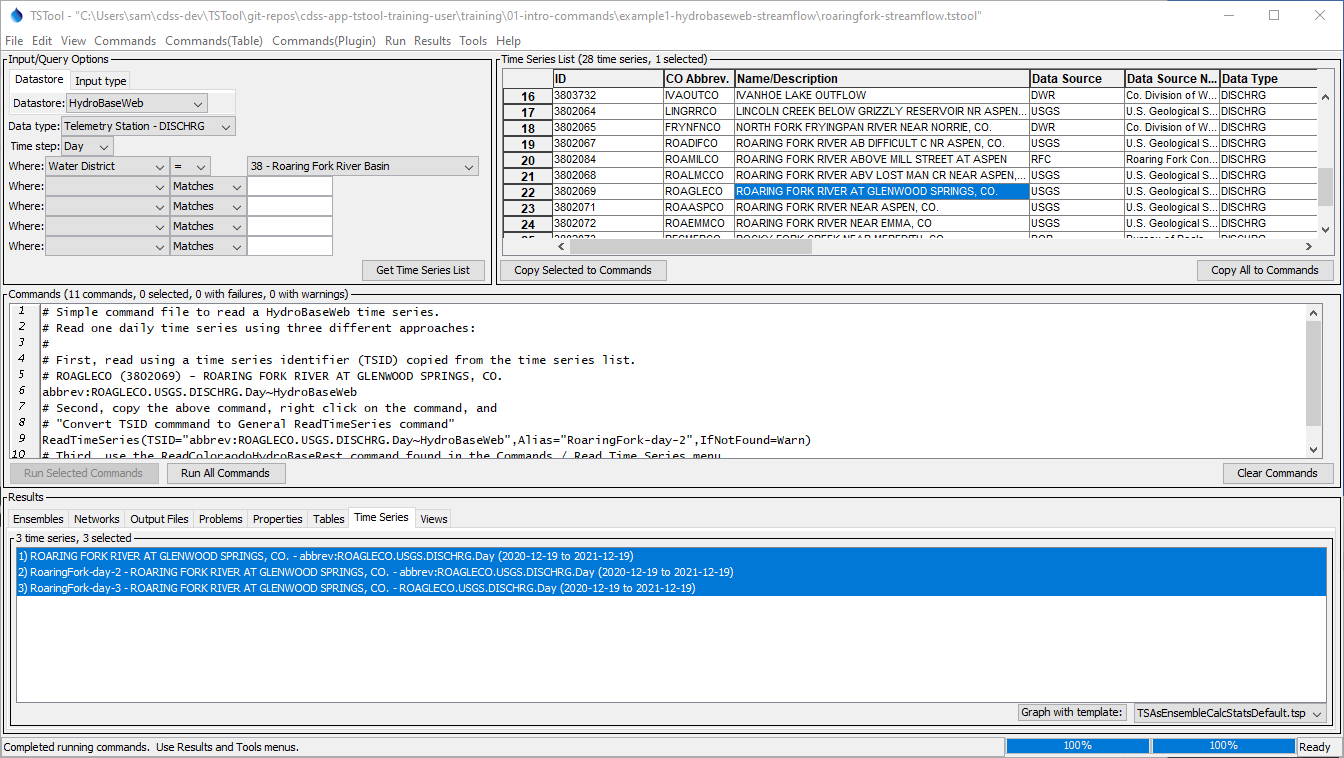 TSTool - "C:\Users\sam\cdss-dev\TSTool\git-repos\cdss-app-tstool-training-user\training\01-intro-commands\example1-hydrobaseweb-streamflow\roaringfork-streamflow.tstool"
File Edit View Commands Commands(Table) Commands(Plugin) Run Results Tools Help
Input/Query Options
Datastore Input type
Datastore: HydroBaseWeb
Data type: Telemetry Station - DISCHRG
Time step: Day
Where: Water District = 38 - Roaring Fork River Basin
Where: Matches
Where: Matches
Where: Matches
Where: Matches
Get Time Series List
Time Series List (28 time series, 1 selected)
ID CO Abbrev. Name/Description Data Source Data Source N... Data Type
16 3803732 IVAOUTCO IVANHOE LAKE OUTFLOW DWR Co. Division of W... DISCHRG
17 3802064 LINGRRCO LINCOLN CREEK BELOW GRIZZLY RESERVOIR NR ASPEN... USGS U.S. Geological S... DISCHRG
18 3802065 FRYNFNCO NORTH FORK FRYINGPAN RIVER NEAR NORRIE, CO. DWR Co. Division of W... DISCHRG
19 3802067 ROADIFCO ROARING FORK RIVER AB DIFFICULT C NR ASPEN, CO. USGS U.S. Geological S... DISCHRG
20 3802084 ROAMILCO ROARING FORK RIVER ABOVE MILL STREET AT ASPEN RFC Roaring Fork Con... DISCHRG
21 3802068 ROALMCCO ROARING FORK RIVER ABV LOST MAN CR NEAR ASPEN,... USGS U.S. Geological S... DISCHRG
22 3802069 ROAGLECO ROARING FORK RIVER AT GLENWOOD SPRINGS, CO. USGS U.S. Geological S... DISCHRG
23 3802071 ROAASPCO ROARING FORK RIVER NEAR ASPEN, CO. USGS U.S. Geological S... DISCHRG
24 3802072 ROAEMMCO ROARING FORK RIVER NEAR EMMA, CO USGS U.S. Geological S... DISCHRG
Copy Selected to Commands Copy All to Commands
Commands (11 commands, 0 selected, 0 with failures, 0 with warnings)
1 # Simple command file to read a HydroBaseWeb time series.
2 # Read one daily time series using three different approaches:
3 #
4 # First, read using a time series identifier (TSID) copied from the time series list.
5 # ROAGLECO (3802069) - ROARING FORK RIVER AT GLENWOOD SPRINGS, CO.
6 abbrev:ROAGLECO.USGS.DISCHRG.Day~HydroBaseWeb
7 # Second, copy the above command, right click on the command, and
8 # "Convert TSID commmand to General ReadTimeSeries command"
9 ReadTimeSeries(TSID="abbrev:ROAGLECO.USGS.DISCHRG.Day~HydroBaseWeb",Alias="RoaringFork-day-2",IfNotFound=Warn)
10 # Third, use the ReadColoraodoHydroBaseRest command found in the Commands / Read Time Series menu
Run Selected Commands Run All Commands Clear Commands
Results
Ensembles Networks Output Files Problems Properties Tables Time Series Views
3 time series, 3 selected
1) ROARING FORK RIVER AT GLENWOOD SPRINGS, CO. - abbrev:ROAGLECO.USGS.DISCHRG.Day (2020-12-19 to 2021-12-19)
2) RoaringFork-day-2 - ROARING FORK RIVER AT GLENWOOD SPRINGS, CO. - abbrev:ROAGLECO.USGS.DISCHRG.Day (2020-12-19 to 2021-12-19)
3) RoaringFork-day-3 - ROARING FORK RIVER AT GLENWOOD SPRINGS, CO. - ROAGLECO.USGS.DISCHRG.Day (2020-12-19 to 2021-12-19)
Graph with template: TSAsEnsembleCalcStatsDefault.tsp
Completed running commands. Use Results and Tools menus. 100% 100% Ready